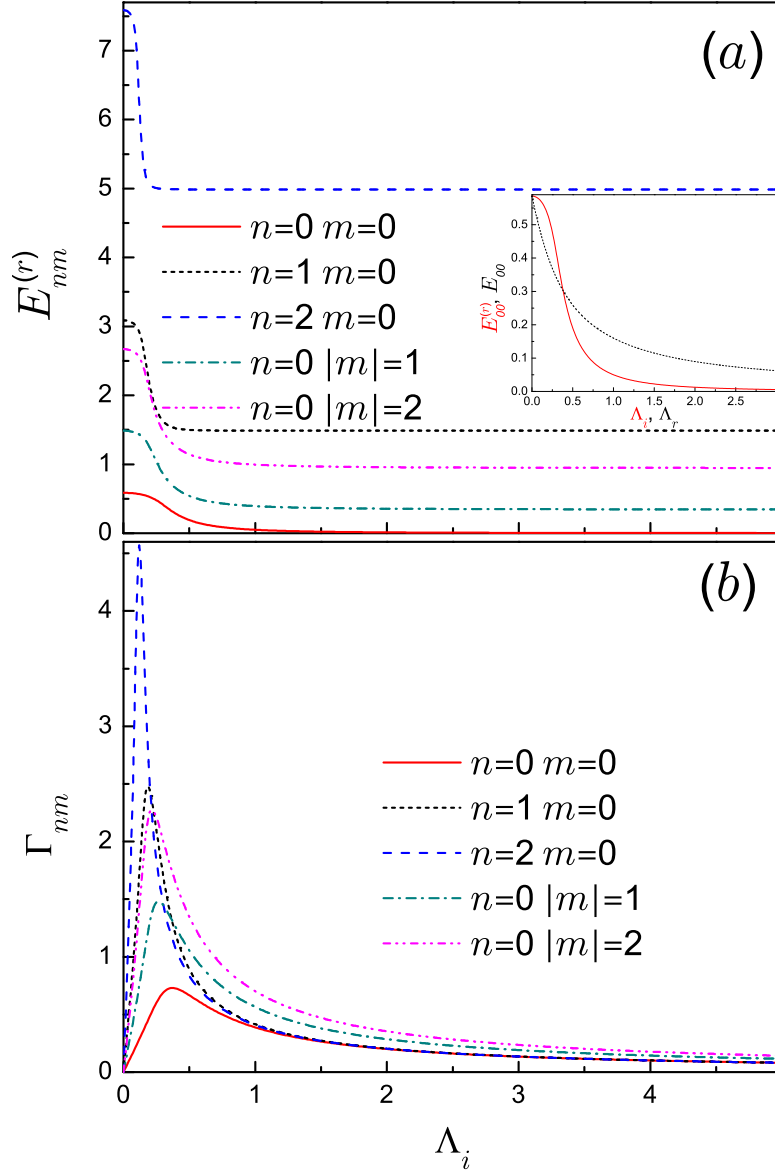 (a)
7
6
5
4
3
2
1
0
E_{nm}^{(r)}
n=0 m=0
n=1 m=0
n=2 m=0
n=0 |m|=1
n=0 |m|=2
0.5
0.4
0.3
0.2
0.1
0.0
E_{00}^{(r)}, E_{00}
0.0 0.5 1.0 1.5 2.0 2.5
Λ_i, Λ_r
(b)
4
3
2
1
0
Γ_{nm}
n=0 m=0
n=1 m=0
n=2 m=0
n=0 |m|=1
n=0 |m|=2
0 1 2 3 4
Λ_i